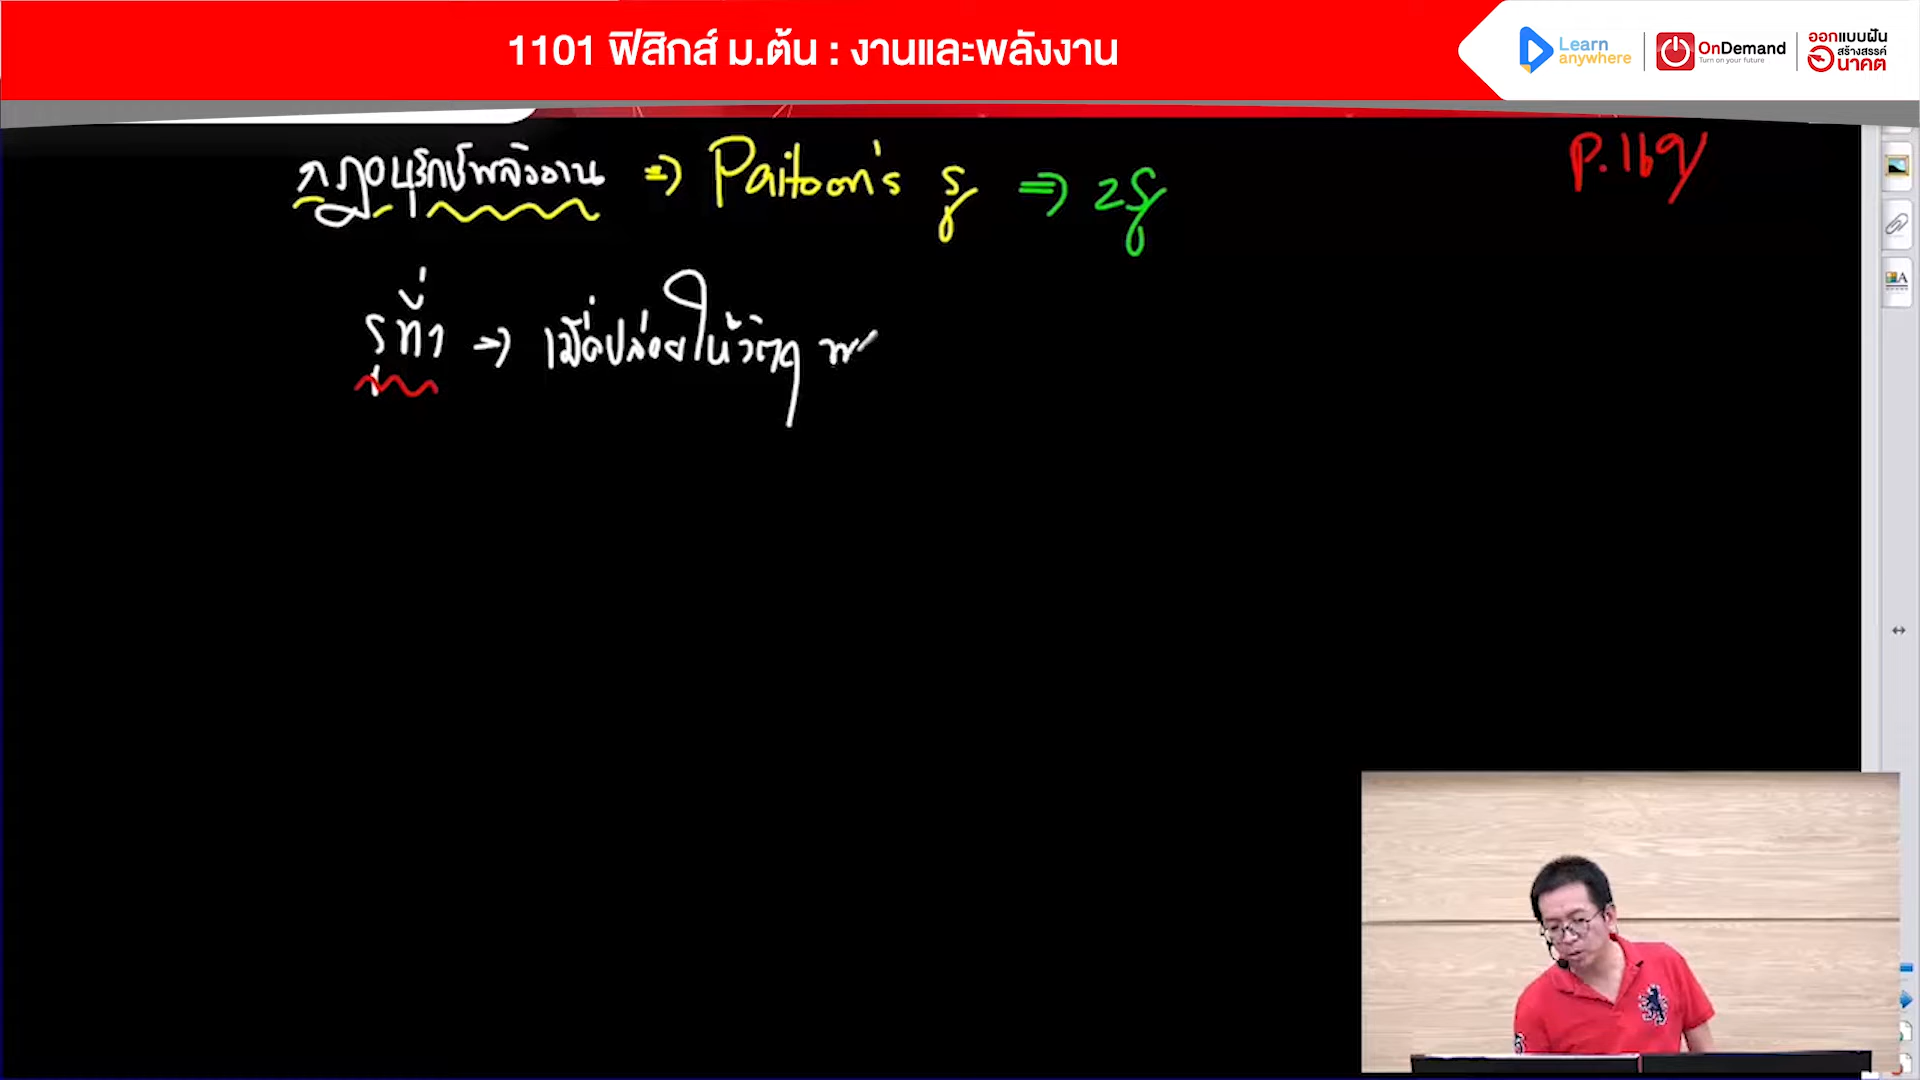 1101 ฟิสิกส์ ม.ต้น : งานและพลังงาน
Learn anywhere
OnDemand
Turn on your future
ออกแบบฝัน
สร้างสรรค์
อนาคต
P.169
กฎอนุรักษ์พลังงาน => Paitoon's รู => 2รู
รูที่1 => เมื่อปล่อยให้วัตถุ